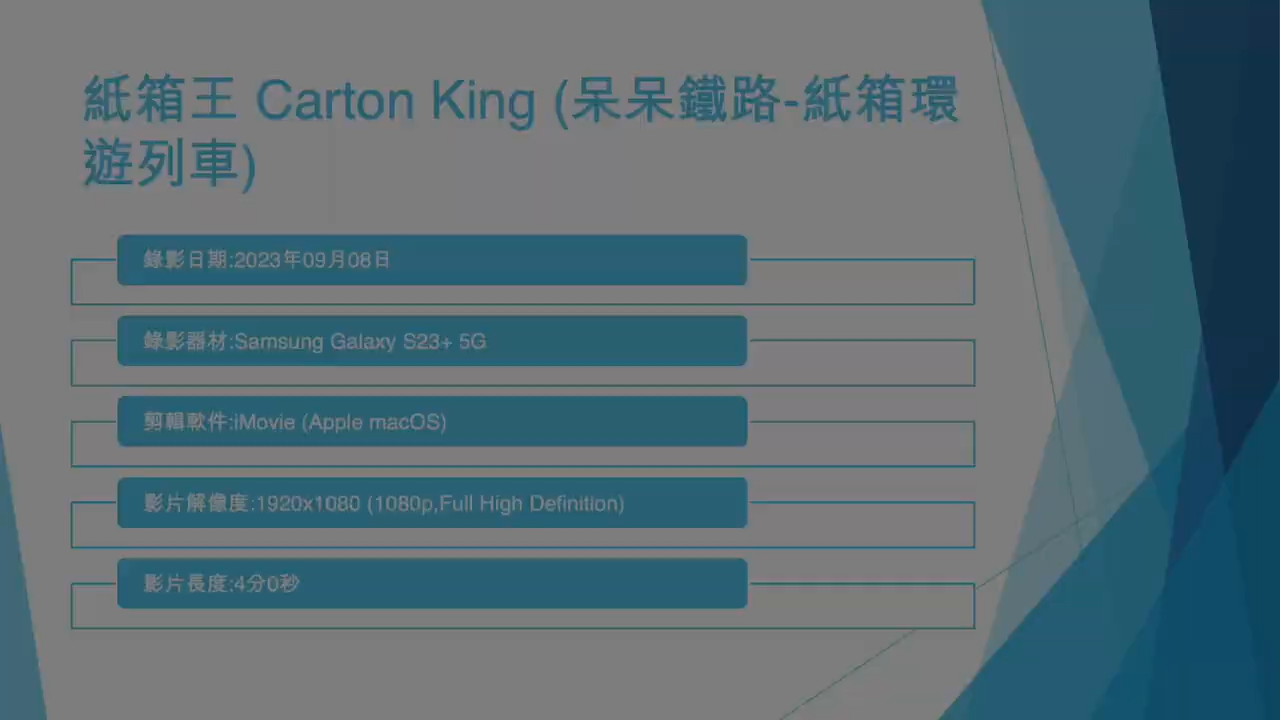 紙箱王 Carton King (呆呆鐵路-紙箱環
遊列車)
錄影日期:2023年09月08日
錄影器材:Samsung Galaxy S23+ 5G
剪輯軟件:iMovie (Apple macOS)
影片解像度:1920x1080 (1080p,Full High Definition)
影片長度:4分0秒